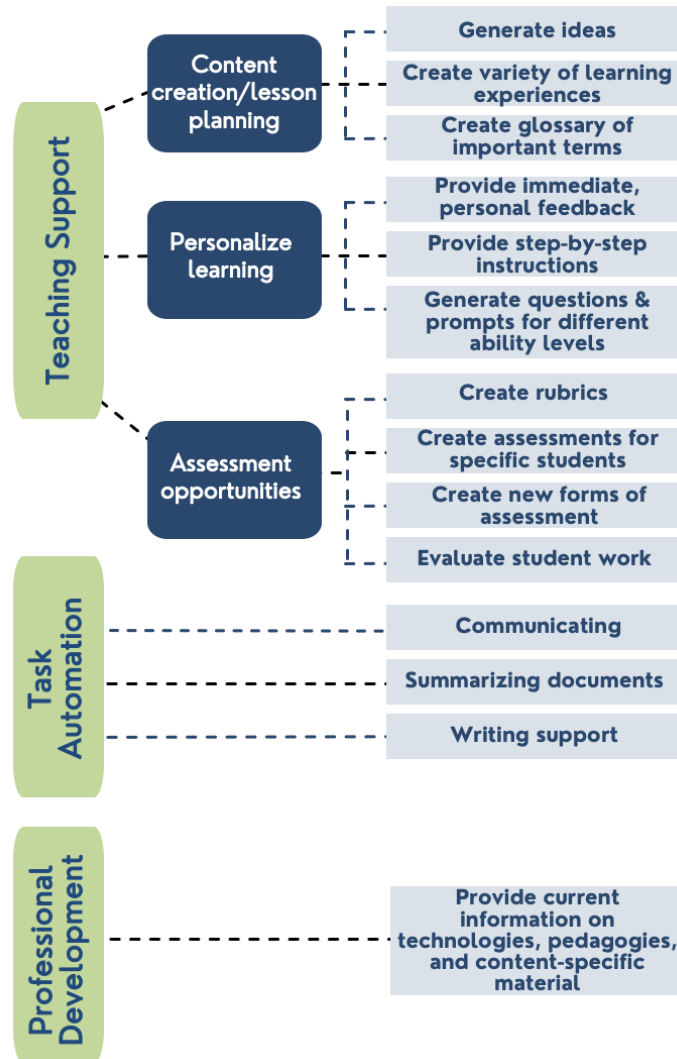 Teaching Support
Content
creation/lesson
planning
Generate ideas
Create variety of learning
experiences
Create glossary of
important terms
Personalize
learning
Provide immediate,
personal feedback
Provide step-by-step
instructions
Generate questions &
prompts for different
ability levels
Assessment
opportunities
Create rubrics
Create assessments for
specific students
Create new forms of
assessment
Evaluate student work
Task
Automation
Communicating
Summarizing documents
Writing support
Professional
Development
Provide current
information on
technologies, pedagogies,
and content-specific
material